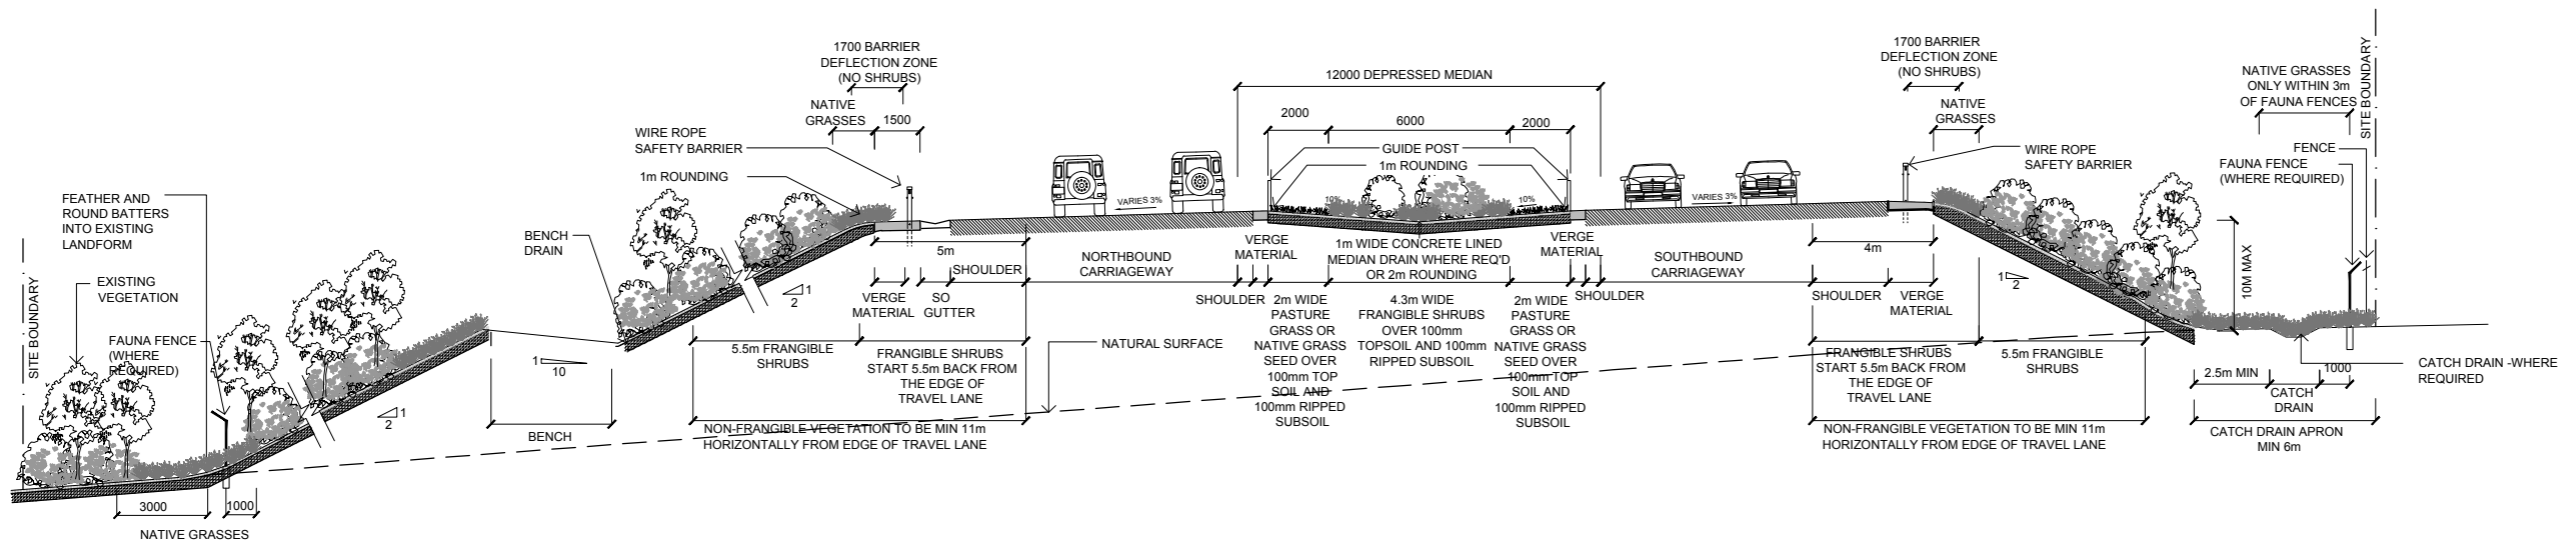 1700 BARRIER
DEFLECTION ZONE
(NO SHRUBS)
NATIVE
GRASSES
1500
WIRE ROPE
SAFETY BARRIER
1m ROUNDING
FEATHER AND
ROUND BATTERS
INTO EXISTING
LANDFORM
EXISTING
VEGETATION
SITE BOUNDARY
FAUNA FENCE
(WHERE
REQUIRED)
BENCH
DRAIN
1
2
1
10
1
2
BENCH
3000
1000
NATIVE GRASSES
5m
SHOULDER
VERGE
MATERIAL
SO
GUTTER
5.5m FRANGIBLE
SHRUBS
FRANGIBLE SHRUBS
START 5.5m BACK FROM
THE EDGE OF
TRAVEL LANE
NON-FRANGIBLE VEGETATION TO BE MIN 11m
HORIZONTALLY FROM EDGE OF TRAVEL LANE
NATURAL SURFACE
VARIES 3%
NORTHBOUND
CARRIAGEWAY
12000 DEPRESSED MEDIAN
2000
6000
2000
GUIDE POST
1m ROUNDING
10%
10%
VERGE
MATERIAL
1m WIDE CONCRETE LINED
MEDIAN DRAIN WHERE REQ'D
OR 2m ROUNDING
VERGE
MATERIAL
SHOULDER
2m WIDE
PASTURE
GRASS OR
NATIVE GRASS
SEED OVER
100mm TOP
SOIL AND
100mm RIPPED
SUBSOIL
4.3m WIDE
FRANGIBLE SHRUBS
OVER 100mm
TOPSOIL AND 100mm
RIPPED SUBSOIL
2m WIDE
PASTURE
GRASS OR
NATIVE GRASS
SEED OVER
100mm TOP
SOIL AND
100mm RIPPED
SUBSOIL
SHOULDER
VARIES 3%
SOUTHBOUND
CARRIAGEWAY
1700 BARRIER
DEFLECTION ZONE
(NO SHRUBS)
NATIVE
GRASSES
WIRE ROPE
SAFETY BARRIER
4m
SHOULDER
VERGE
MATERIAL
1
2
FRANGIBLE SHRUBS
START 5.5m BACK FROM
THE EDGE OF
TRAVEL LANE
5.5m FRANGIBLE
SHRUBS
NON-FRANGIBLE VEGETATION TO BE MIN 11m
HORIZONTALLY FROM EDGE OF TRAVEL LANE
NATIVE GRASSES
ONLY WITHIN 3m
OF FAUNA FENCES
SITE BOUNDARY
FENCE
FAUNA FENCE
(WHERE REQUIRED)
10M MAX
2.5m MIN
1000
CATCH
DRAIN
CATCH DRAIN APRON
MIN 6m
CATCH DRAIN -WHERE
REQUIRED